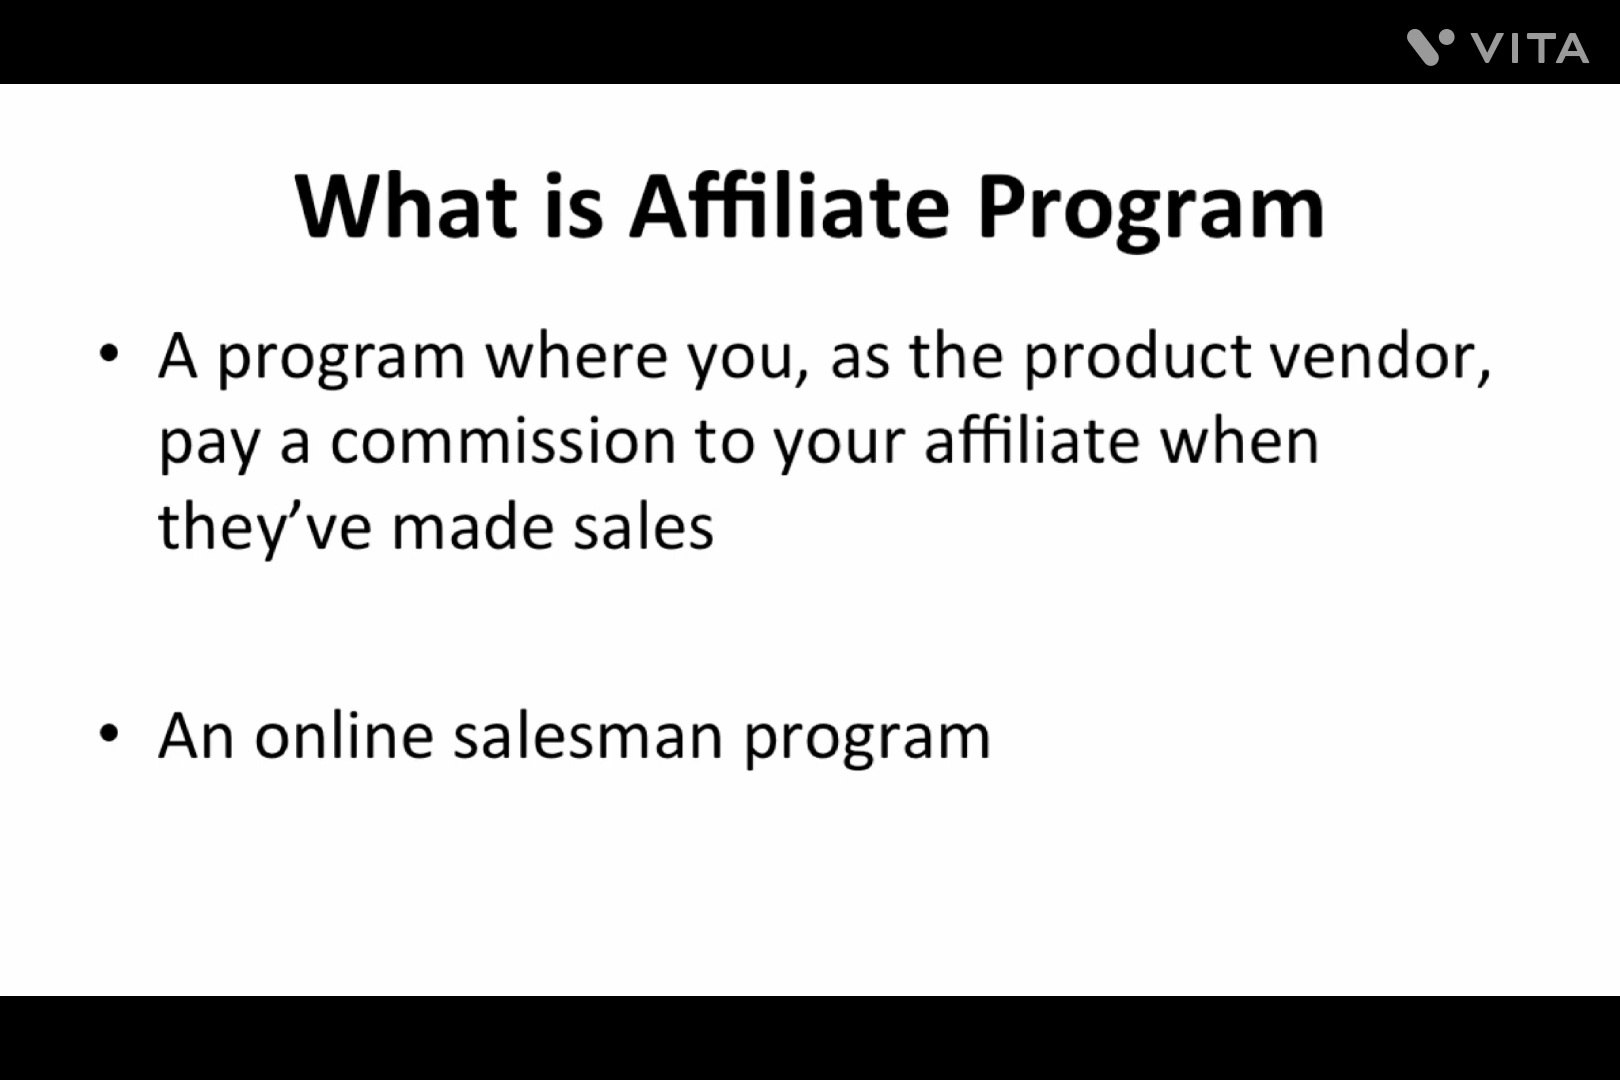 VITA
What is Affiliate Program
• A program where you, as the product vendor,
pay a commission to your affiliate when
they’ve made sales
• An online salesman program